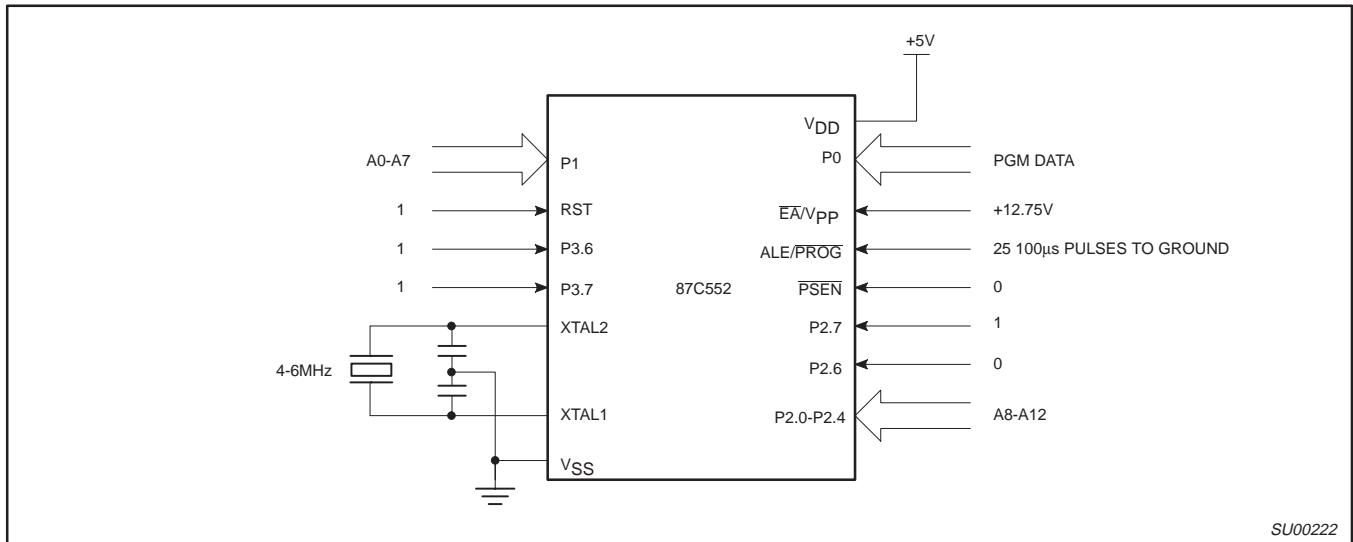 +5V
VDD
A0-A7
P1
P0
PGM DATA
1
RST
EA/VPP
+12.75V
1
P3.6
ALE/PROG
25 100µs PULSES TO GROUND
1
P3.7
87C552
PSEN
0
XTAL2
P2.7
1
4-6MHz
P2.6
0
XTAL1
P2.0-P2.4
A8-A12
VSS
SU00222